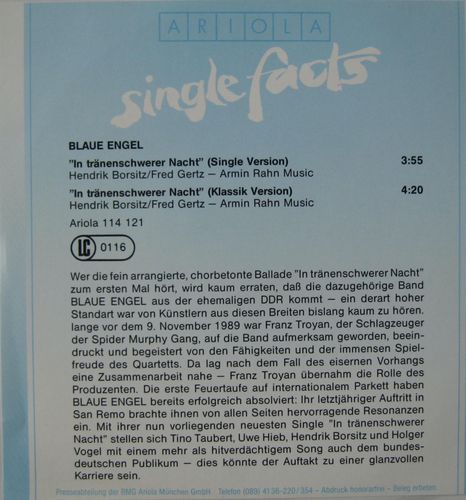 ARIOLA
single facts
BLAUE ENGEL
"In tränenschwerer Nacht" (Single Version) 3:55
Hendrik Borsitz/Fred Gertz – Armin Rahn Music
"In tränenschwerer Nacht" (Klassik Version) 4:20
Hendrik Borsitz/Fred Gertz – Armin Rahn Music
Ariola 114 121
LC 0116
Wer die fein arrangierte, chorbetonte Ballade "In tränenschwerer Nacht"
zum ersten Mal hört, wird kaum erraten, daß die dazugehörige Band
BLAUE ENGEL aus der ehemaligen DDR kommt – ein derart hoher
Standart war von Künstlern aus diesen Breiten bislang kaum zu hören.
lange vor dem 9. November 1989 war Franz Troyan, der Schlagzeuger
der Spider Murphy Gang, auf die Band aufmerksam geworden, beein-
druckt und begeistert von den Fähigkeiten und der immensen Spiel-
freude des Quartetts. Da lag nach dem Fall des eisernen Vorhangs
eine Zusammenarbeit nahe – Franz Troyan übernahm die Rolle des
Produzenten. Die erste Feuertaufe auf internationalem Parkett haben
BLAUE ENGEL bereits erfolgreich absolviert: Ihr letztjähriger Auftritt in
San Remo brachte ihnen von allen Seiten hervorragende Resonanzen
ein. Mit ihrer nun vorliegenden neuesten Single "In tränenschwerer
Nacht" stellen sich Tino Taubert, Uwe Hieb, Hendrik Borsitz und Holger
Vogel mit einem mehr als hitverdächtigem Song auch dem bundes-
deutschen Publikum – dies könnte der Auftakt zu einer glanzvollen
Karriere sein.
Presseabteilung der BMG Ariola München GmbH · Telefon (089) 4136-220/354 – Abdruck honorarfrei – Beleg erbeten